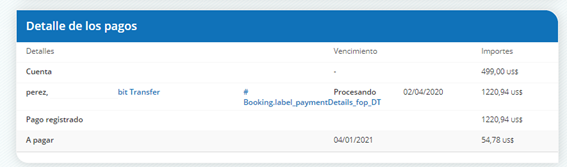 Detalle de los pagos
Detalles Vencimiento Importes
Cuenta - 499,00 US$
perez, bit Transfer # Procesando 02/04/2020 1220,94 US$
Booking.label_paymentDetails_fop_DT
Pago registrado 1220,94 US$
A pagar 04/01/2021 54,78 US$